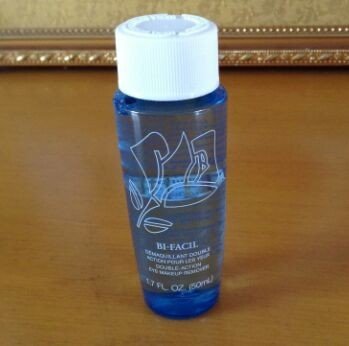 BI-FACIL
DÉMAQUILLANT DOUBLE
ACTION POUR LES YEUX
DOUBLE-ACTION
EYE MAKEUP REMOVER
1.7 FL. OZ. (50ml)